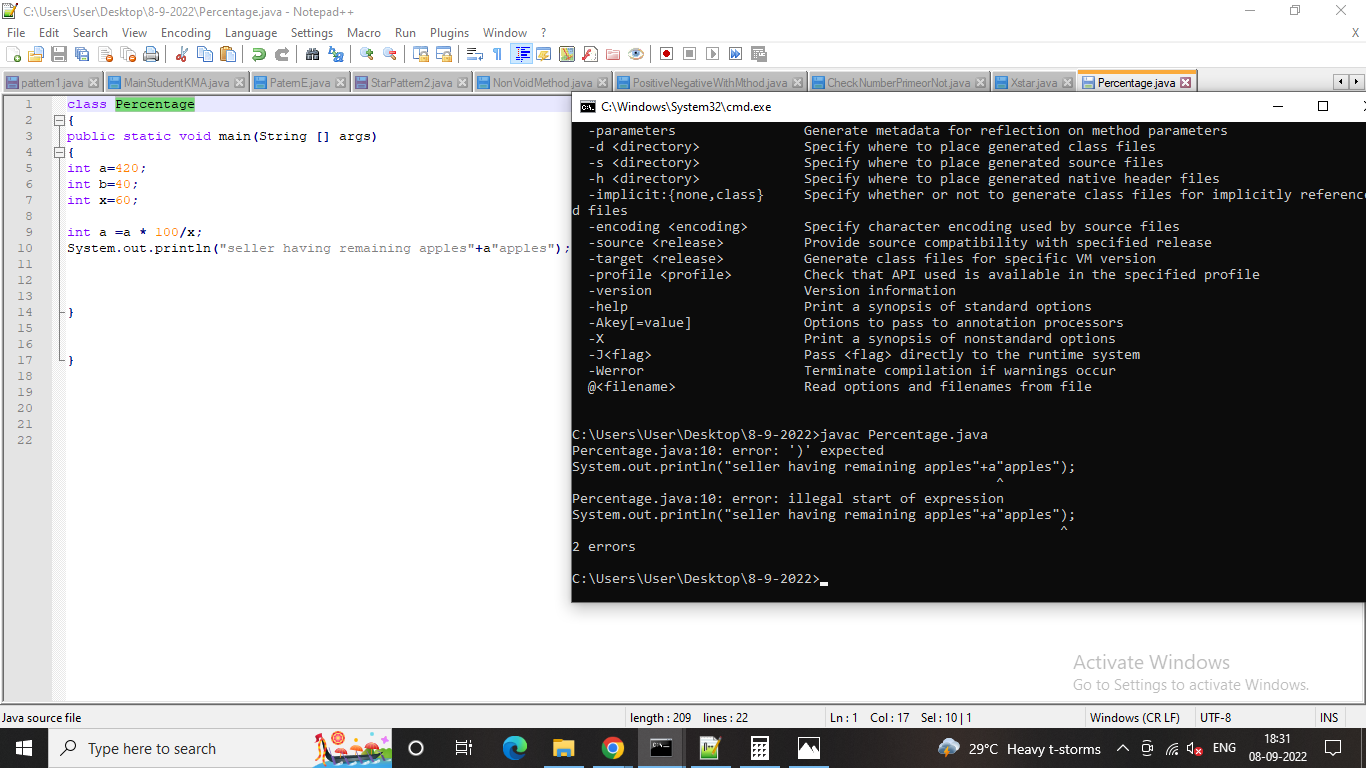 C:\Users\User\Desktop\8-9-2022\Percentage.java - Notepad++
File Edit Search View Encoding Language Settings Macro Run Plugins Window ? X
pattern1.java MainStudentKMA.java PaternE.java StarPattern2.java NonVoidMethod.java PositiveNegativeWithMthod.java CheckNumberPrimeorNot.java Xstar.java Percentage.java
1 class Percentage
2 {
3 public static void main(String [] args)
4 {
5 int a=420;
6 int b=40;
7 int x=60;
8
9 int a =a * 100/x;
10 System.out.println("seller having remaining apples"+a"apples");
11
12
13
14 }
15
16
17 }
18
19
20
21
22
C:\Windows\System32\cmd.exe
-parameters Generate metadata for reflection on method parameters
-d <directory> Specify where to place generated class files
-s <directory> Specify where to place generated source files
-h <directory> Specify where to place generated native header files
-implicit:{none,class} Specify whether or not to generate class files for implicitly reference
d files
-encoding <encoding> Specify character encoding used by source files
-source <release> Provide source compatibility with specified release
-target <release> Generate class files for specific VM version
-profile <profile> Check that API used is available in the specified profile
-version Version information
-help Print a synopsis of standard options
-Akey[=value] Options to pass to annotation processors
-X Print a synopsis of nonstandard options
-J<flag> Pass <flag> directly to the runtime system
-Werror Terminate compilation if warnings occur
@<filename> Read options and filenames from file
C:\Users\User\Desktop\8-9-2022>javac Percentage.java
Percentage.java:10: error: ')' expected
System.out.println("seller having remaining apples"+a"apples");
^
Percentage.java:10: error: illegal start of expression
System.out.println("seller having remaining apples"+a"apples");
^
2 errors
C:\Users\User\Desktop\8-9-2022>
Activate Windows
Go to Settings to activate Windows.
Java source file length : 209 lines : 22 Ln : 1 Col : 17 Sel : 10 | 1 Windows (CR LF) UTF-8 INS
Type here to search 29°C Heavy t-storms ENG 18:31
08-09-2022